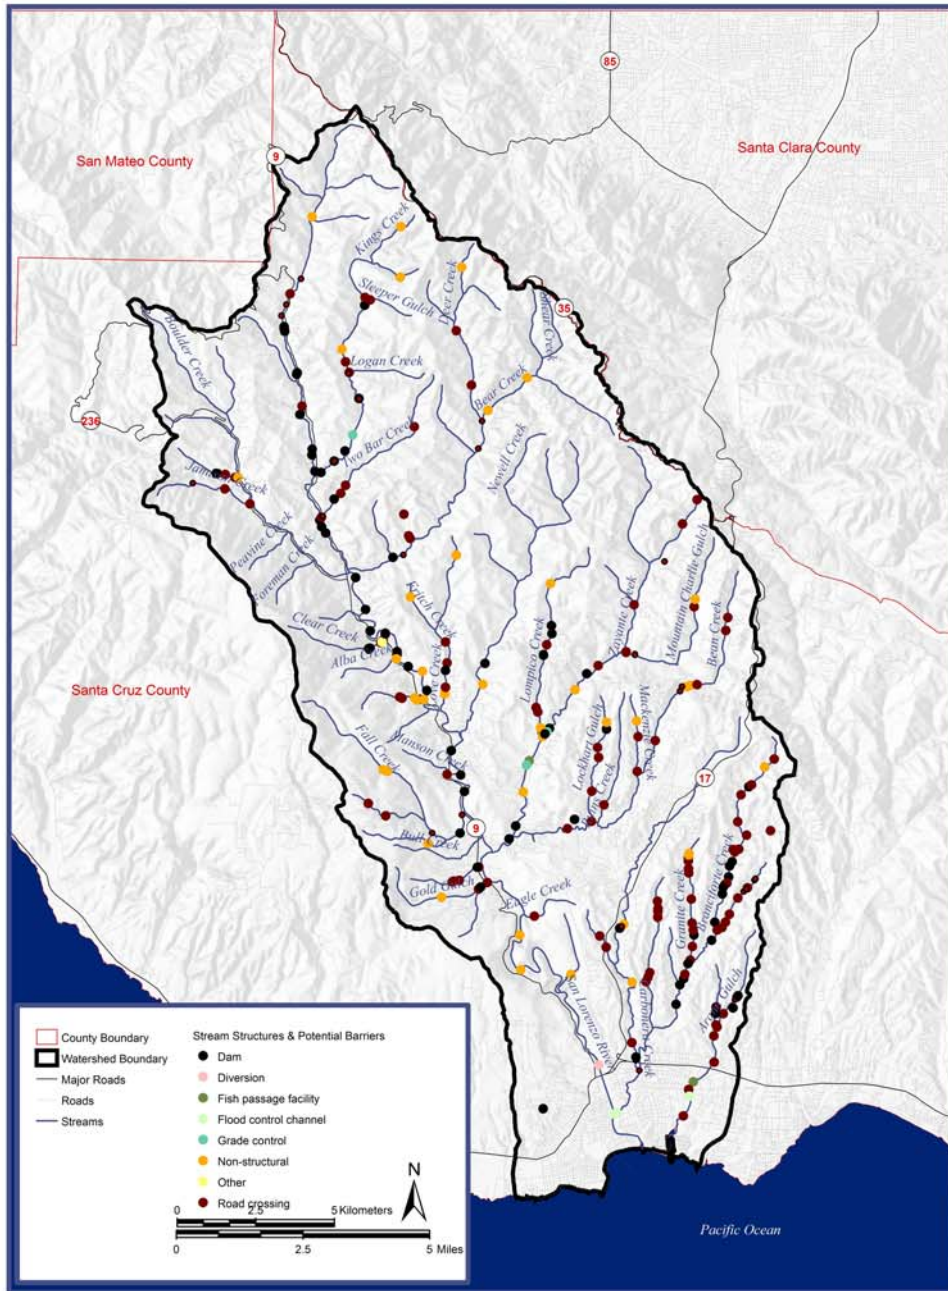 85
San Mateo County
9
Santa Clara County
Kings Creek
Sleeper Gulch
Deer Creek
35
Boulder Creek
Logan Creek
Bear Creek
236
Two Bar Creek
Newell Creek
Peavine Creek
Foreman Creek
Fritch Creek
Zayante Creek
Mountain Charlie Gulch
Bean Creek
Clear Creek
Alba Creek
Love Creek
Lompico Creek
Santa Cruz County
Fall Creek
Manson Creek
Lockhart Gulch
Mackenzie Creek
17
9
Bull Creek
Gold Gulch
Eagle Creek
Granite Creek
Branciforte Creek
San Lorenzo River
Carbonera Creek
Gulch
County Boundary
Watershed Boundary
Major Roads
Roads
Streams
Stream Structures & Potential Barriers
Dam
Diversion
Fish passage facility
Flood control channel
Grade control
Non-structural
Other
Road crossing
N
0 2.5 5 Kilometers
0 2.5 5 Miles
Pacific Ocean